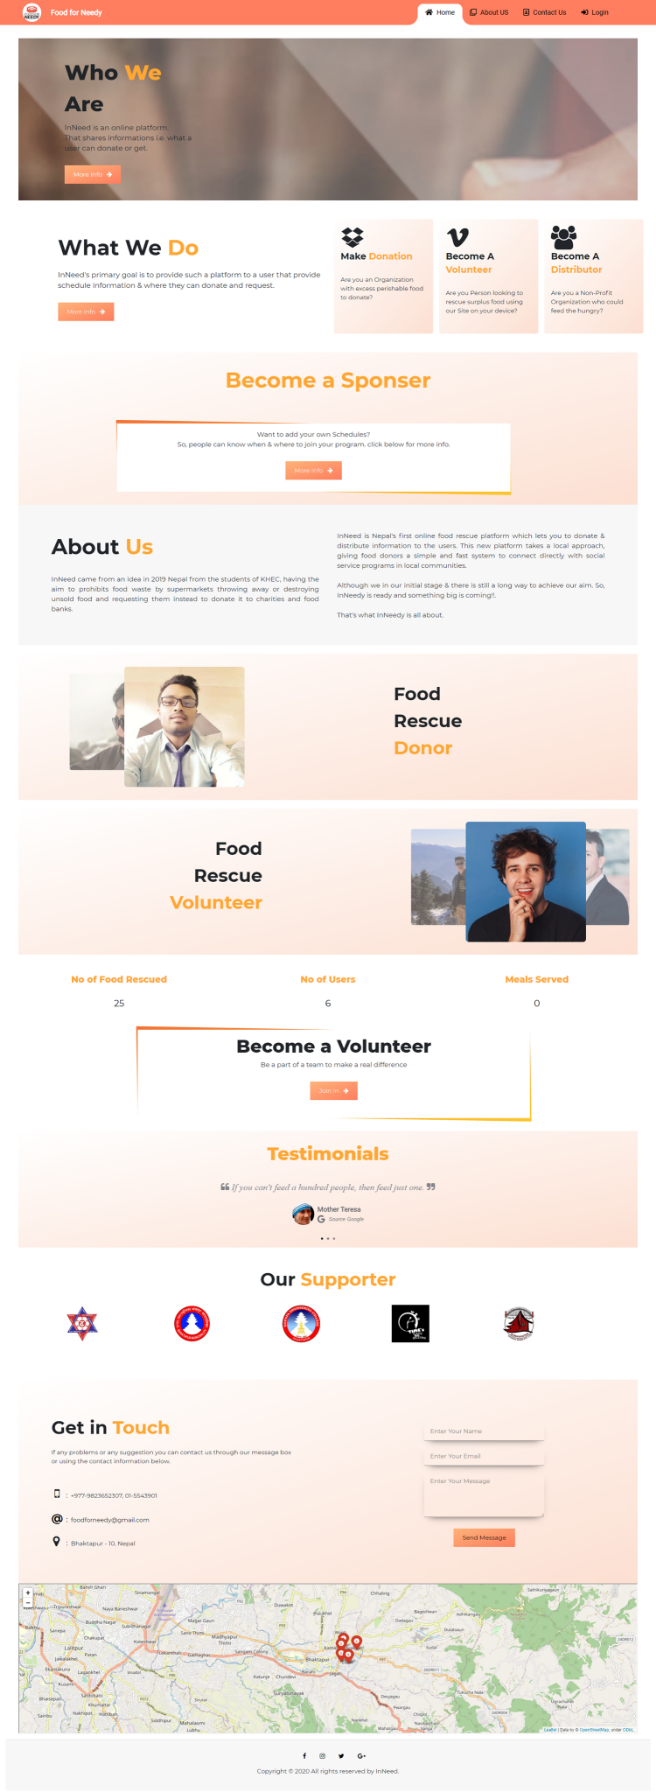 Food for Needy
Home
About US
Contact Us
Login
Who We
Are
InNeed is an online platform.
That shares informations i.e. what a
user can donate or get.
More Info
What We Do
InNeed's primary goal is to provide such a platform to a user that provide
schedule information & where they can donate and request.
More Info
Make Donation
Are you an Organization
with excess perishable food
to donate?
Become A
Volunteer
Are you Person looking to
rescue surplus food using
our Site on your device?
Become A
Distributor
Are you a Non-Profit
Organization who could
feed the hungry?
Become a Sponser
Want to add your own Schedules?
So, people can know when & where to join your program. click below for more info.
More Info
About Us
InNeed came from an idea in 2019 Nepal from the students of KHEC, having the
aim to prohibits food waste by supermarkets throwing away or destroying
unsold food and requesting them instead to donate it to charities and food
banks.
InNeed is Nepal's first online food rescue platform which lets you to donate &
distribute information to the users. This new platform takes a local approach,
giving food donors a simple and fast system to connect directly with social
service programs in local communities.
Although we in our initial stage & there is still a long way to achieve our aim. So,
InNeedy is ready and something big is coming!!.
That's what InNeedy is all about.
Food
Rescue
Donor
Food
Rescue
Volunteer
No of Food Rescued
25
No of Users
6
Meals Served
0
Become a Volunteer
Be a part of a team to make a real difference
Join in
Testimonials
If you can't feed a hundred people, then feed just one.
Mother Teresa
Source Google
Our Supporter
Get in Touch
If any problems or any suggestion you can contact us through our message box
or using the contact information below.
: +977-9823652307, 01-5543901
: foodforneedy@gmail.com
: Bhaktapur - 10, Nepal
Enter Your Name
Enter Your Email
Enter Your Message
Send Message
+
−
Lalitpur
Bhaktapur
Madhyapur
Thimi
Suryabinayak
Leaflet | Data by © OpenStreetMap, under ODbL.
Copyright © 2020 All rights reserved by InNeed.